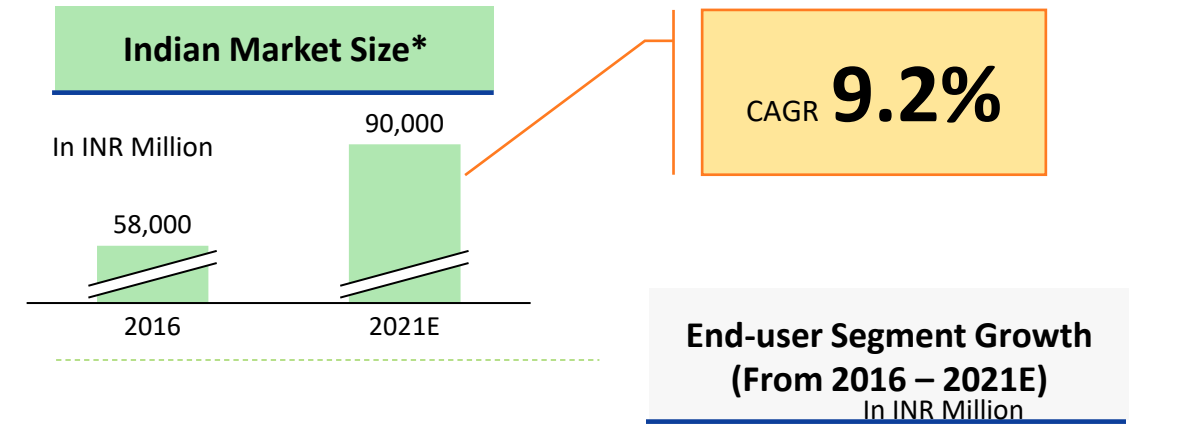 Indian Market Size*
CAGR 9.2%
In INR Million
90,000
58,000
2016
2021E
End-user Segment Growth
(From 2016 – 2021E)
In INR Million